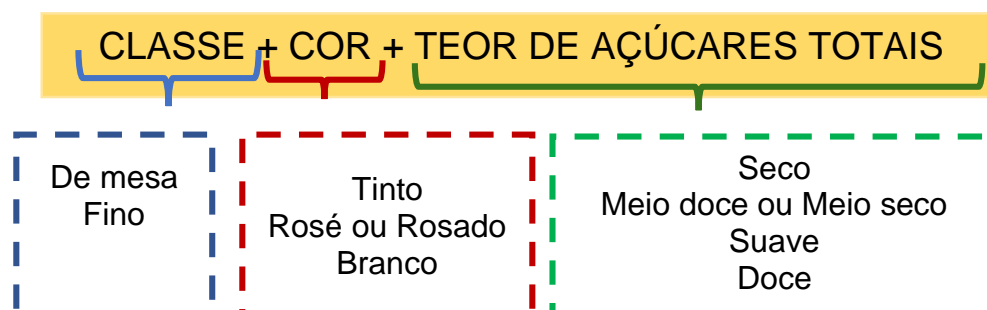 CLASSE + COR + TEOR DE AÇÚCARES TOTAIS
De mesa
Fino
Tinto
Rosé ou Rosado
Branco
Seco
Meio doce ou Meio seco
Suave
Doce